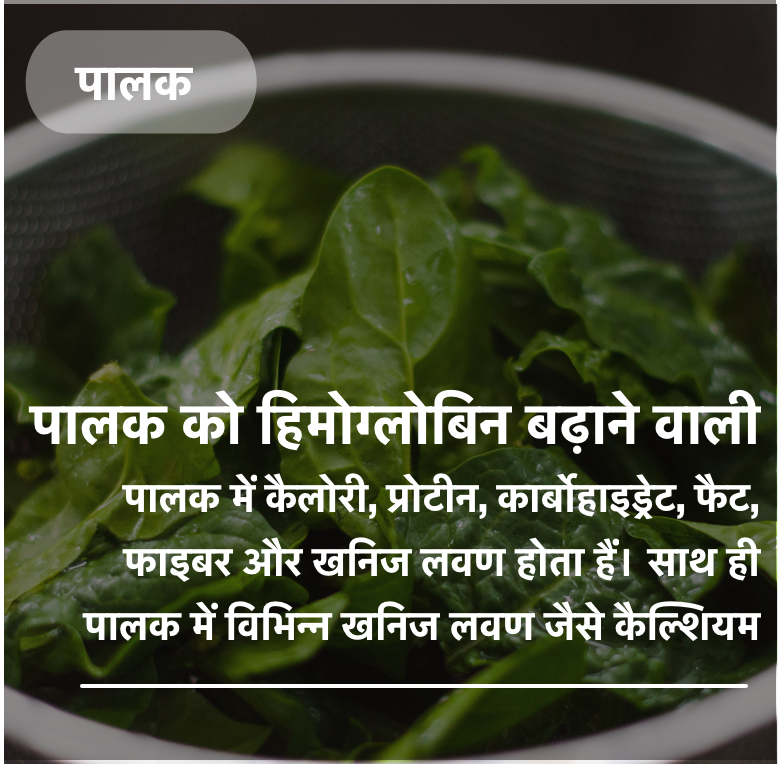 पालक
पालक को हिमोग्लोबिन बढ़ाने वाली
पालक में कैलोरी, प्रोटीन, कार्बोहाइड्रेट, फैट,
फाइबर और खनिज लवण होता हैं। साथ ही
पालक में विभिन्न खनिज लवण जैसे कैल्शियम